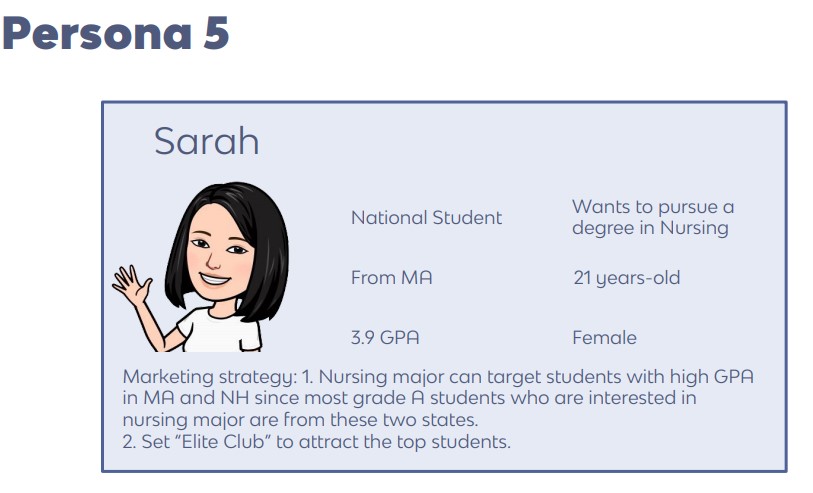 Persona 5
Sarah
National Student
Wants to pursue a
degree in Nursing
From MA
21 years-old
3.9 GPA
Female
Marketing strategy: 1. Nursing major can target students with high GPA
in MA and NH since most grade A students who are interested in
nursing major are from these two states.
2. Set “Elite Club” to attract the top students.